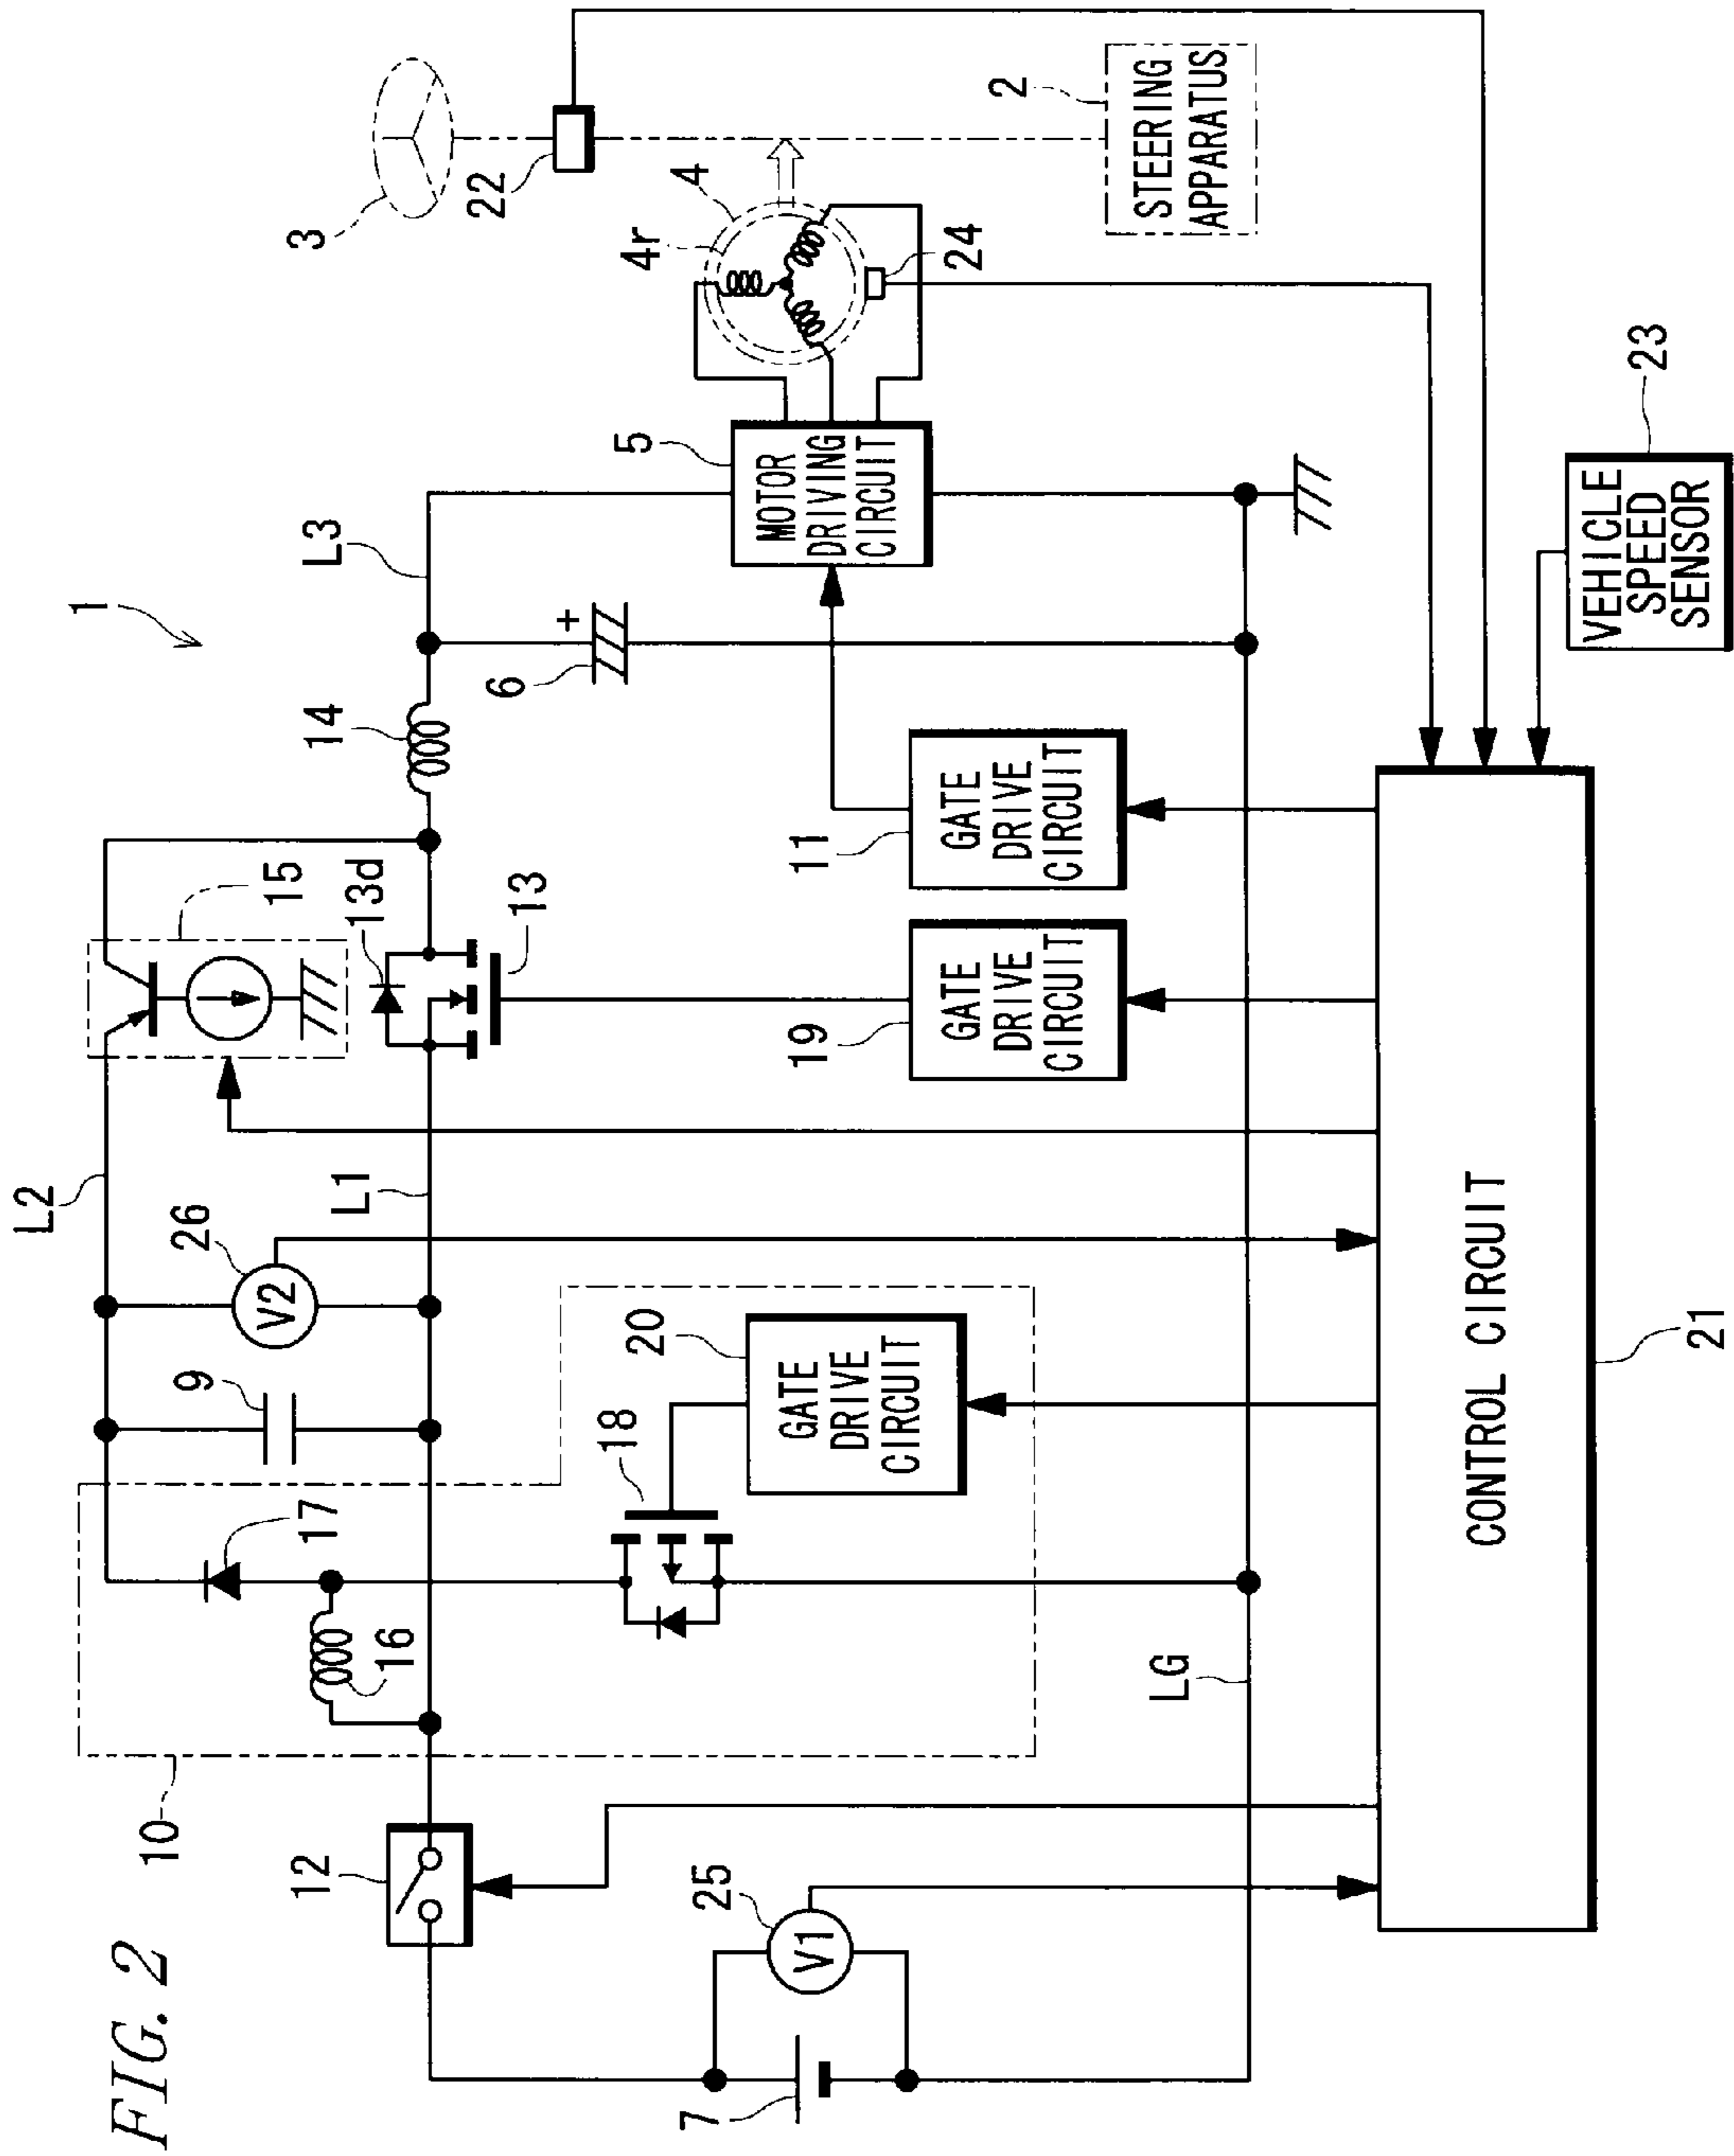 FIG. 2
1
3
22
2
STEERING
APPARATUS
4
4r
24
5
MOTOR
DRIVING
CIRCUIT
L3
+
6
14
15
13d
13
11
GATE
DRIVE
CIRCUIT
19
GATE
DRIVE
CIRCUIT
L2
26
V2
L1
9
17
16
18
20
GATE
DRIVE
CIRCUIT
10
12
25
V1
7
LG
CONTROL CIRCUIT
21
VEHICLE
SPEED
SENSOR
23